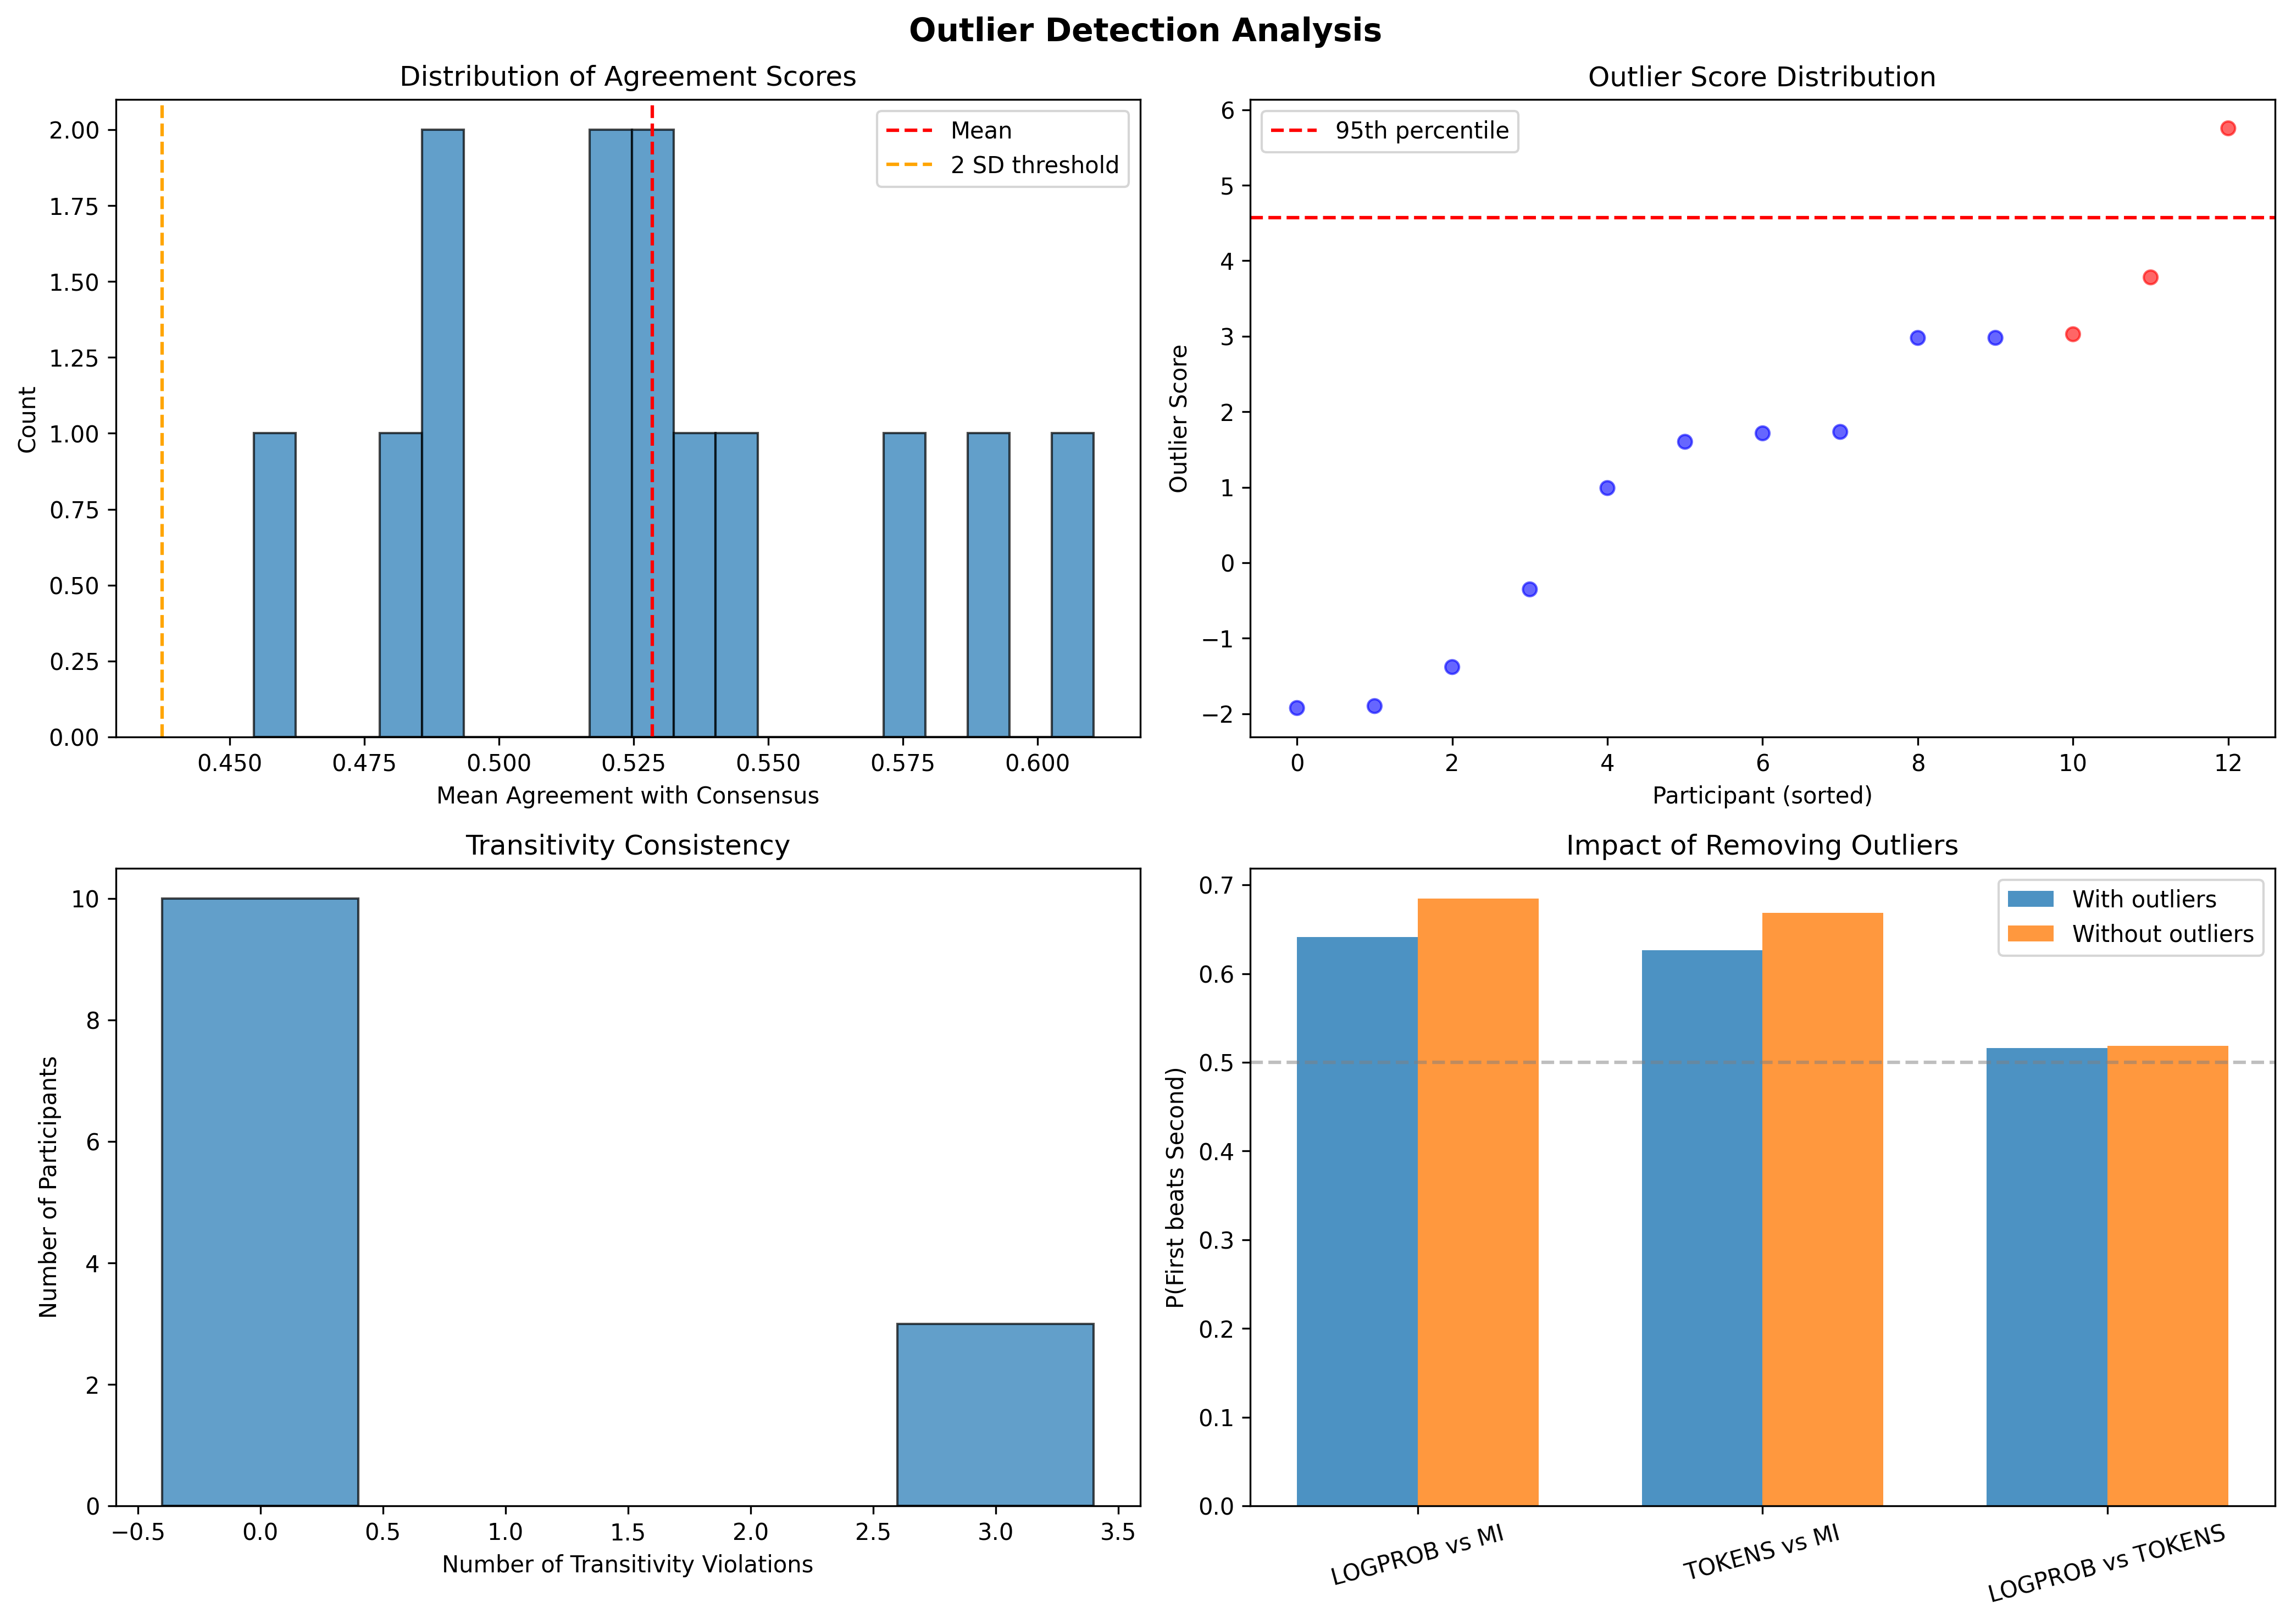 Outlier Detection Analysis
Distribution of Agreement Scores
Count
2.00
1.75
1.50
1.25
1.00
0.75
0.50
0.25
0.00
0.450 0.475 0.500 0.525 0.550 0.575 0.600
Mean Agreement with Consensus
Mean
2 SD threshold
Outlier Score Distribution
Outlier Score
6
5
4
3
2
1
0
−1
−2
0 2 4 6 8 10 12
Participant (sorted)
95th percentile
Transitivity Consistency
Number of Participants
10
8
6
4
2
0
−0.5 0.0 0.5 1.0 1.5 2.0 2.5 3.0 3.5
Number of Transitivity Violations
Impact of Removing Outliers
P(First beats Second)
0.7
0.6
0.5
0.4
0.3
0.2
0.1
0.0
LOGPROB vs MI
TOKENS vs MI
LOGPROB vs TOKENS
With outliers
Without outliers